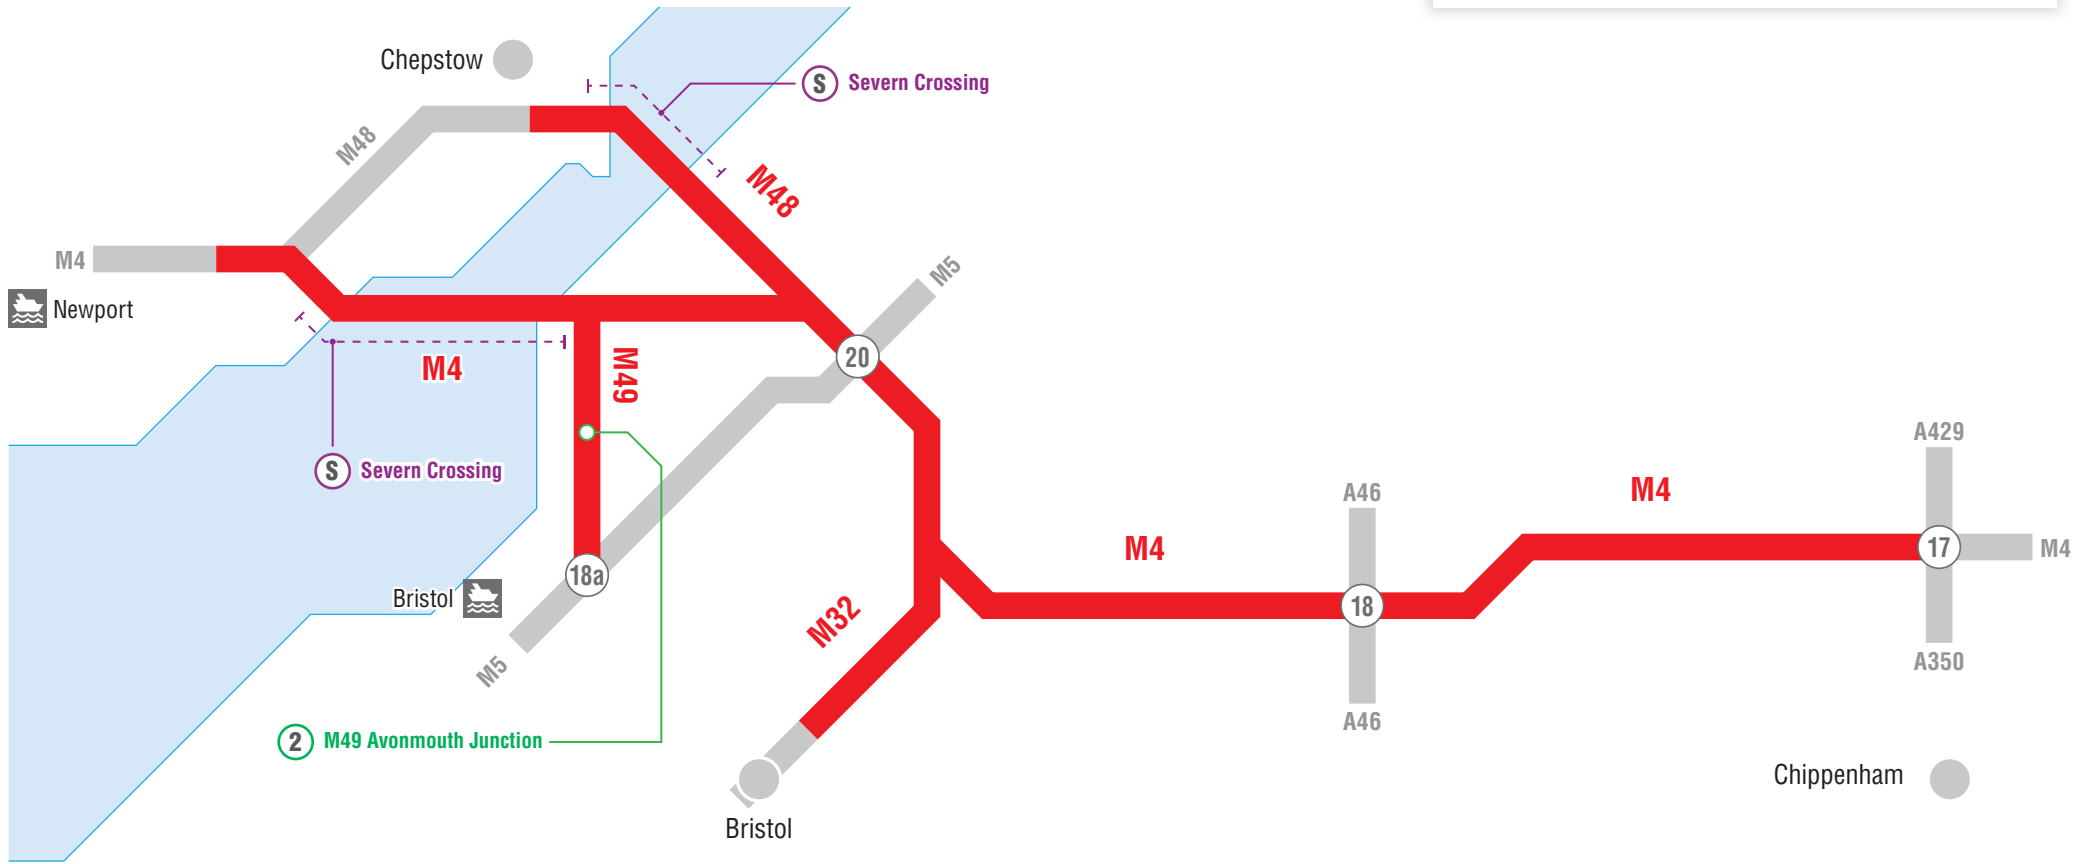 Chepstow
S Severn Crossing
M48
M48
M4
M5
Newport
20
M4
M49
A429
S Severn Crossing
A46
M4
M4
17
M4
18a
Bristol
18
M32
M5
A350
A46
2 M49 Avonmouth Junction
Chippenham
Bristol